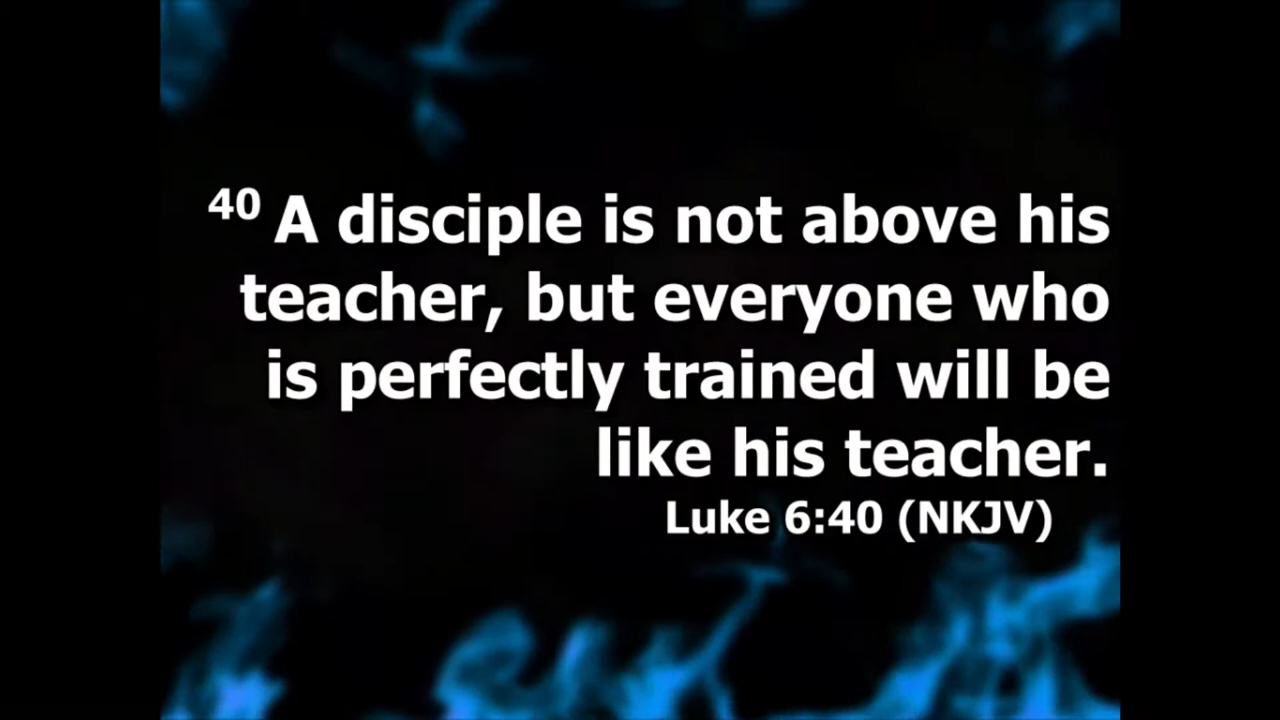 40 A disciple is not above his
teacher, but everyone who
is perfectly trained will be
like his teacher.
Luke 6:40 (NKJV)